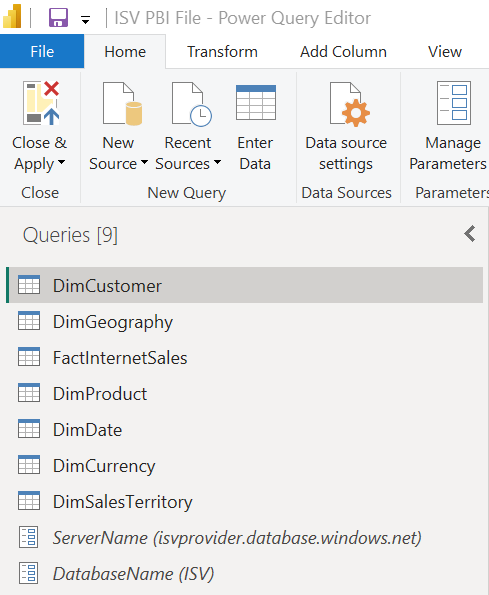 ISV PBI File - Power Query Editor
File Home Transform Add Column View
Close & New Recent Enter Data source Manage
Apply Source Sources Data settings Parameters
Close New Query Data Sources Parameters
Queries [9]
DimCustomer
DimGeography
FactInternetSales
DimProduct
DimDate
DimCurrency
DimSalesTerritory
ServerName (isvprovider.database.windows.net)
DatabaseName (ISV)